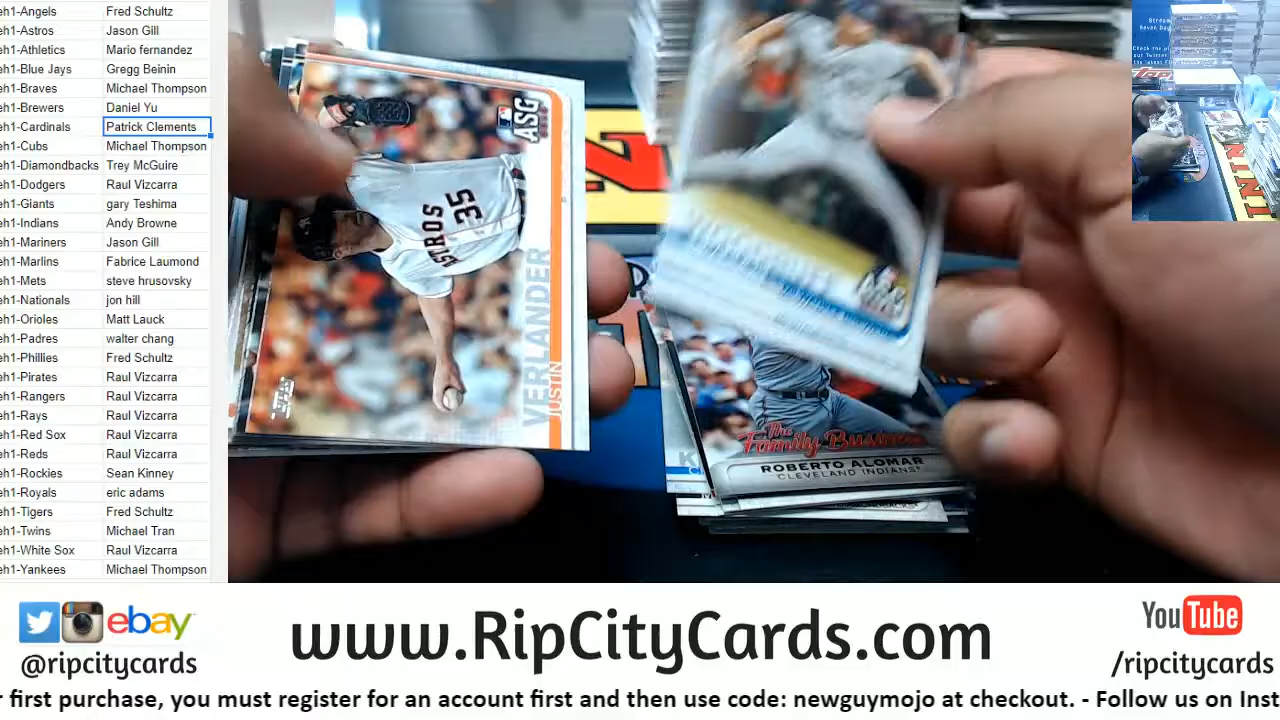 eh1-Angels Fred Schultz
eh1-Astros Jason Gill
eh1-Athletics Mario fernandez
eh1-Blue Jays Gregg Beinin
eh1-Braves Michael Thompson
eh1-Brewers Daniel Yu
eh1-Cardinals Patrick Clements
eh1-Cubs Michael Thompson
eh1-Diamondbacks Trey McGuire
eh1-Dodgers Raul Vizcarra
eh1-Giants gary Teshima
eh1-Indians Andy Browne
eh1-Mariners Jason Gill
eh1-Marlins Fabrice Laumond
eh1-Mets steve hrusovsky
eh1-Nationals jon hill
eh1-Orioles Matt Lauck
eh1-Padres walter chang
eh1-Phillies Fred Schultz
eh1-Pirates Raul Vizcarra
eh1-Rangers Raul Vizcarra
eh1-Rays Raul Vizcarra
eh1-Red Sox Raul Vizcarra
eh1-Reds Raul Vizcarra
eh1-Rockies Sean Kinney
eh1-Royals eric adams
eh1-Tigers Fred Schultz
eh1-Twins Michael Tran
eh1-White Sox Raul Vizcarra
eh1-Yankees Michael Thompson
ASG
ASTROS
35
JUSTIN
VERLANDER
The
Family Business
ROBERTO ALOMAR
CLEVELAND INDIANS
Topps
ebay
@ripcitycards
www.RipCityCards.com
YouTube
/ripcitycards
r first purchase, you must register for an account first and then use code: newguymojo at checkout. - Follow us on Inst